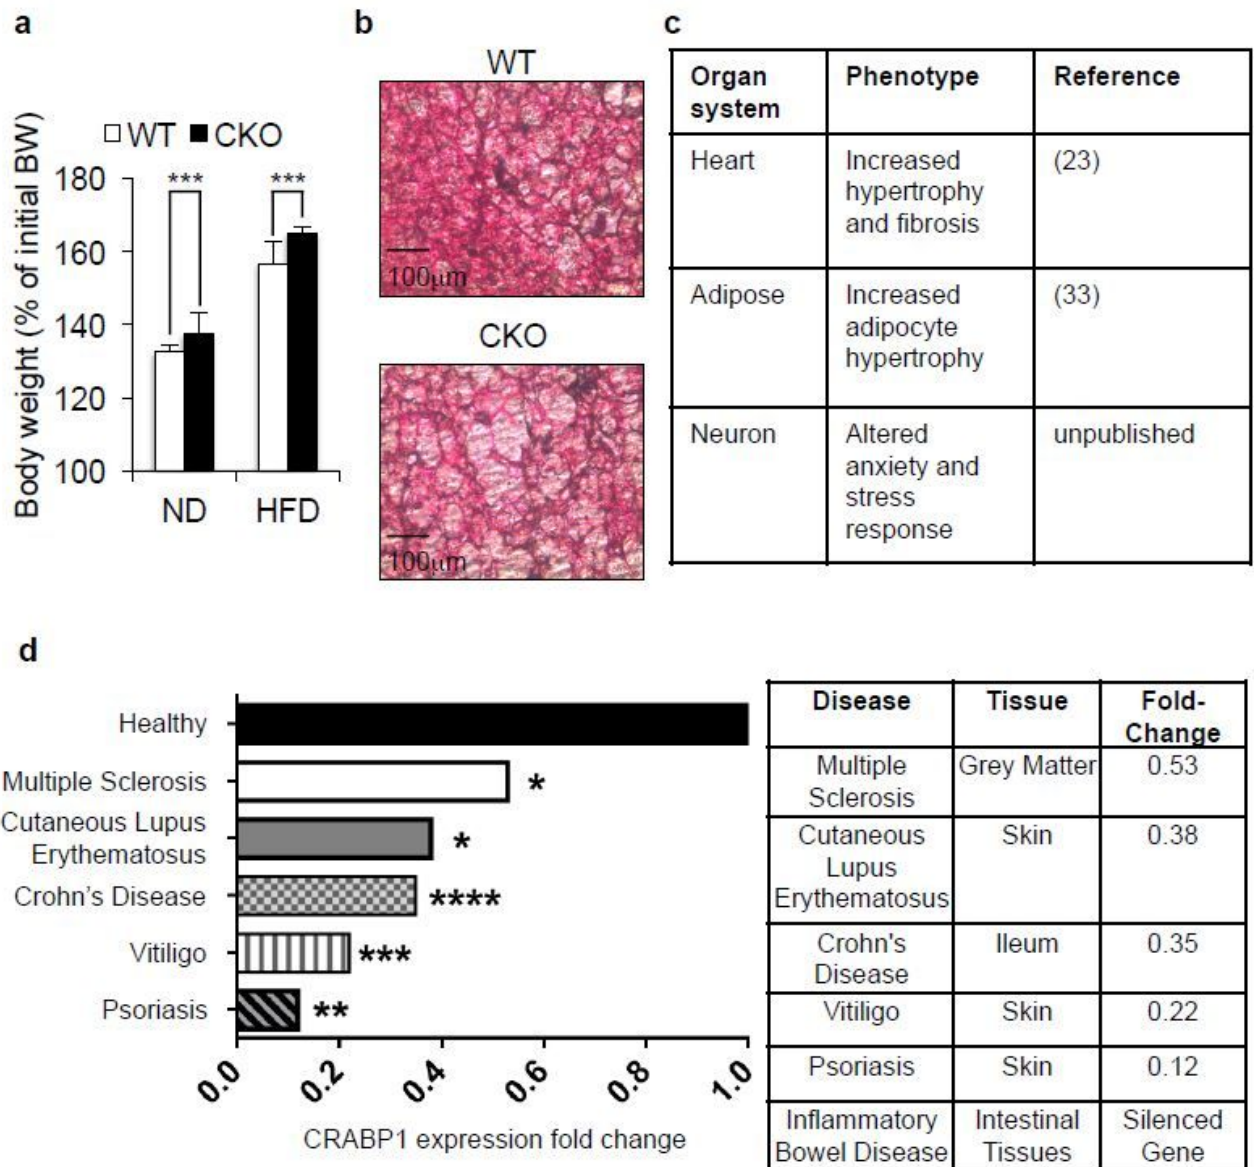 a
WT CKO
180
160
140
120
100
Body weight (% of initial BW)
***
***
ND HFD
b
WT
100µm
CKO
100µm
c
Organ system Phenotype Reference
Heart Increased hypertrophy and fibrosis (23)
Adipose Increased adipocyte hypertrophy (33)
Neuron Altered anxiety and stress response unpublished
d
Healthy
Multiple Sclerosis *
Cutaneous Lupus
Erythematosus *
Crohn’s Disease ****
Vitiligo ***
Psoriasis **
0.0 0.2 0.4 0.6 0.8 1.0
CRABP1 expression fold change
Disease Tissue Fold-Change
Multiple Sclerosis Grey Matter 0.53
Cutaneous Lupus Erythematosus Skin 0.38
Crohn's Disease Ileum 0.35
Vitiligo Skin 0.22
Psoriasis Skin 0.12
Inflammatory Bowel Disease Intestinal Tissues Silenced Gene